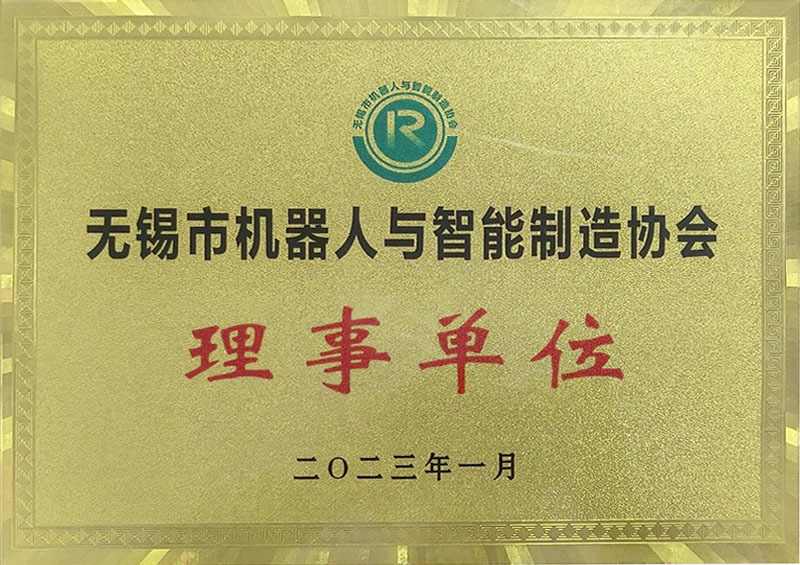 无锡市机器人与智能制造协会
R
无锡市机器人与智能制造协会
理事单位
二〇二三年一月